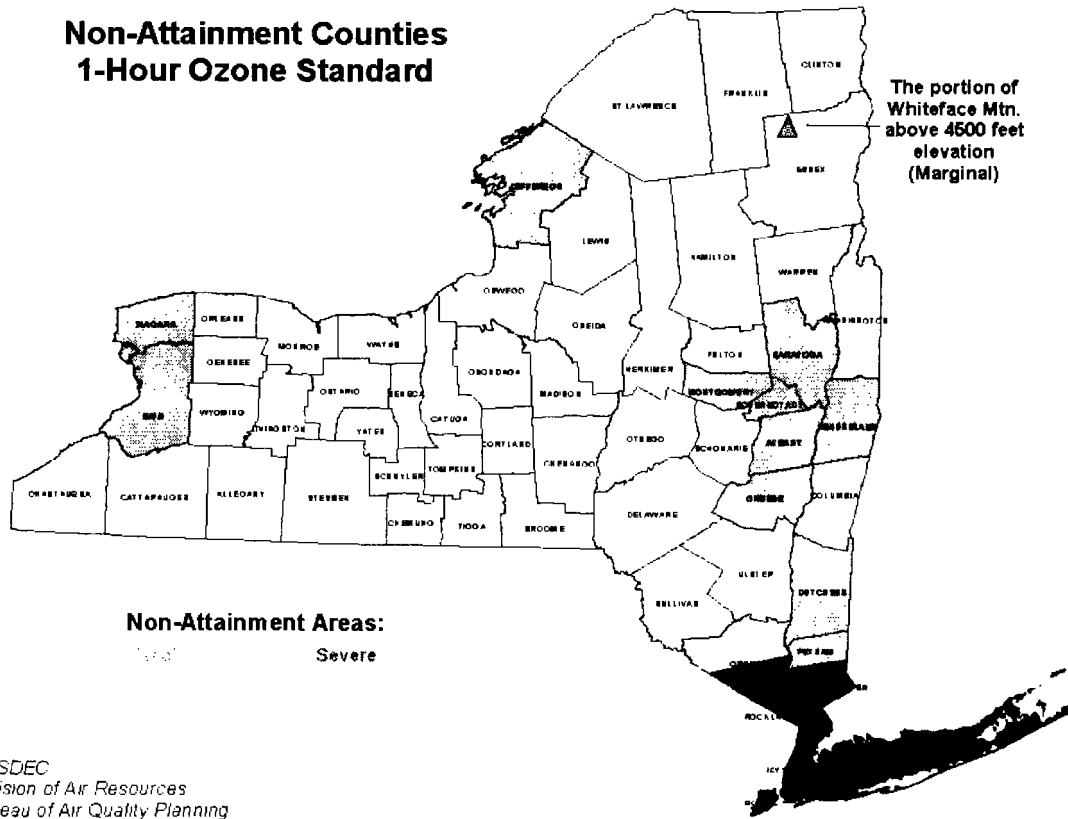 Non-Attainment Counties
1-Hour Ozone Standard
CLINTON
FRANKLIN
ST LAWRENCE
The portion of
Whiteface Mtn.
above 4500 feet
elevation
(Marginal)
ESSEX
JEFFERSON
LEWIS
HAMILTON
WARREN
OSWEGO
WASHINGTON
NIAGARA
ORLEANS
ONEIDA
MONROE
WAYNE
SARATOGA
FULTON
GENESEE
HERKIMER
ONONDAGA
MONTGOMERY
ONTARIO
SENECA
MADISON
SCHENECTADY
ERIE
WYOMING
CAYUGA
RENSSELAER
LIVINGSTON
YATES
OTSEGO
ALBANY
CORTLAND
SCHOHARIE
CHENANGO
TOMPKINS
SCHUYLER
CHAUTAUQUA
CATTARAUGUS
ALLEGANY
STEUBEN
GREENE
COLUMBIA
DELAWARE
CHEMUNG
TIOGA
BROOME
ULSTER
DUTCHESS
SULLIVAN
Non-Attainment Areas:
Severe
PUTNAM
ROCKL
SDEC
ision of Air Resources
eau of Air Quality Planning